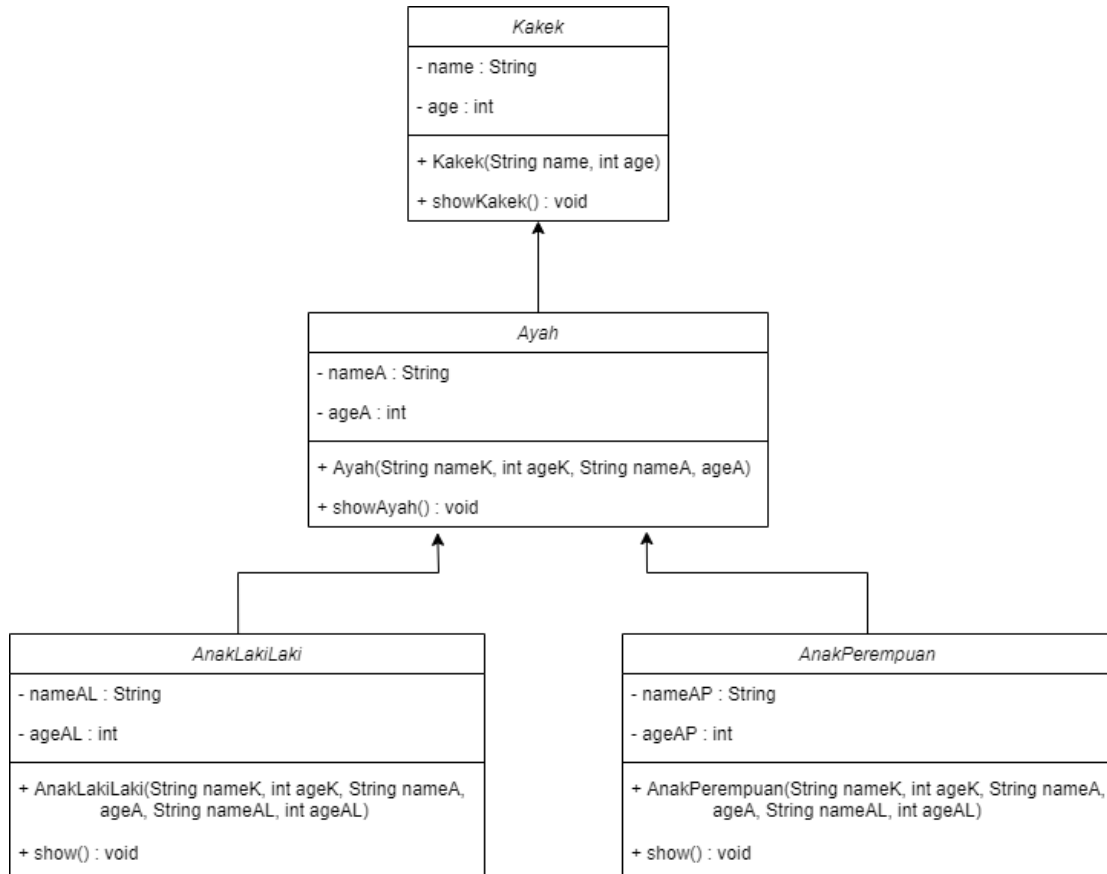 Kakek
- name : String
- age : int
+ Kakek(String name, int age)
+ showKakek() : void
Ayah
- nameA : String
- ageA : int
+ Ayah(String nameK, int ageK, String nameA, ageA)
+ showAyah() : void
AnakLakiLaki
- nameAL : String
- ageAL : int
+ AnakLakiLaki(String nameK, int ageK, String nameA,
ageA, String nameAL, int ageAL)
+ show() : void
AnakPerempuan
- nameAP : String
- ageAP : int
+ AnakPerempuan(String nameK, int ageK, String nameA,
ageA, String nameAL, int ageAL)
+ show() : void